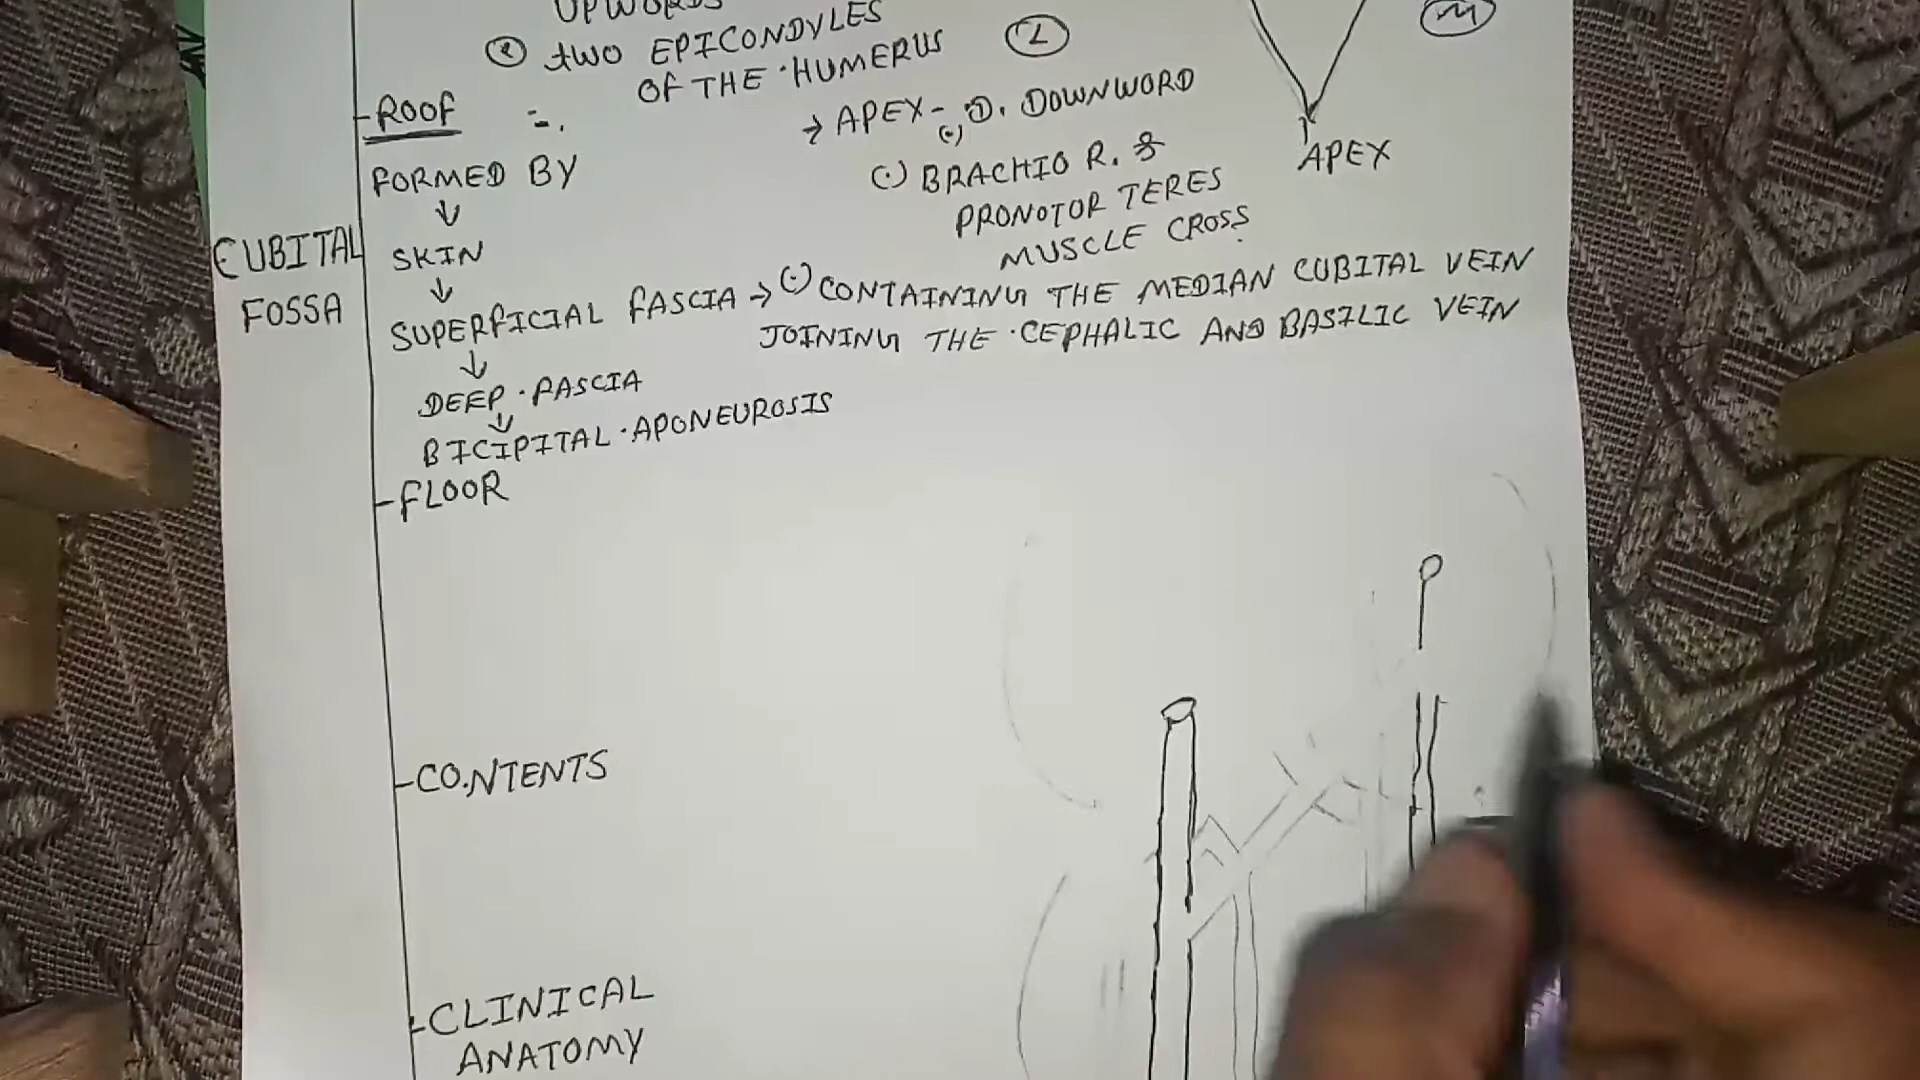 UPWORDS
② two EPICONDYLES
OF THE HUMERUS
L
M
ROOF :-.
→ APEX - D. DOWNWORD
APEX
FORMED BY
(•) BRACHIO R. &
PRONOTOR TERES
MUSCLE CROSS
↓
CUBITAL
FOSSA
SKIN
↓
SUPERFICIAL FASCIA → (•) CONTAINING THE MEDIAN CUBITAL VEIN
JOINING THE CEPHALIC AND BASILIC VEIN
↓
DEEP FASCIA
↓
BICIPITAL APONEUROSIS
FLOOR
CONTENTS
CLINICAL
ANATOMY